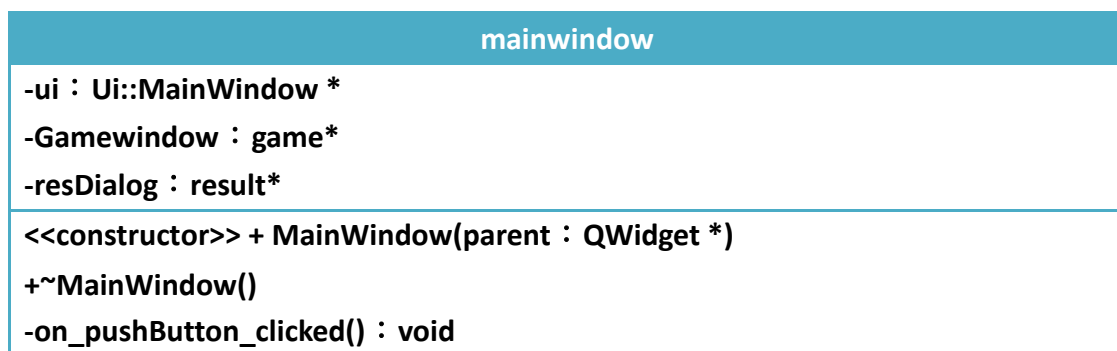 mainwindow
-ui：Ui::MainWindow *
-Gamewindow：game*
-resDialog：result*
<<constructor>> + MainWindow(parent：QWidget *)
+~MainWindow()
-on_pushButton_clicked()：void